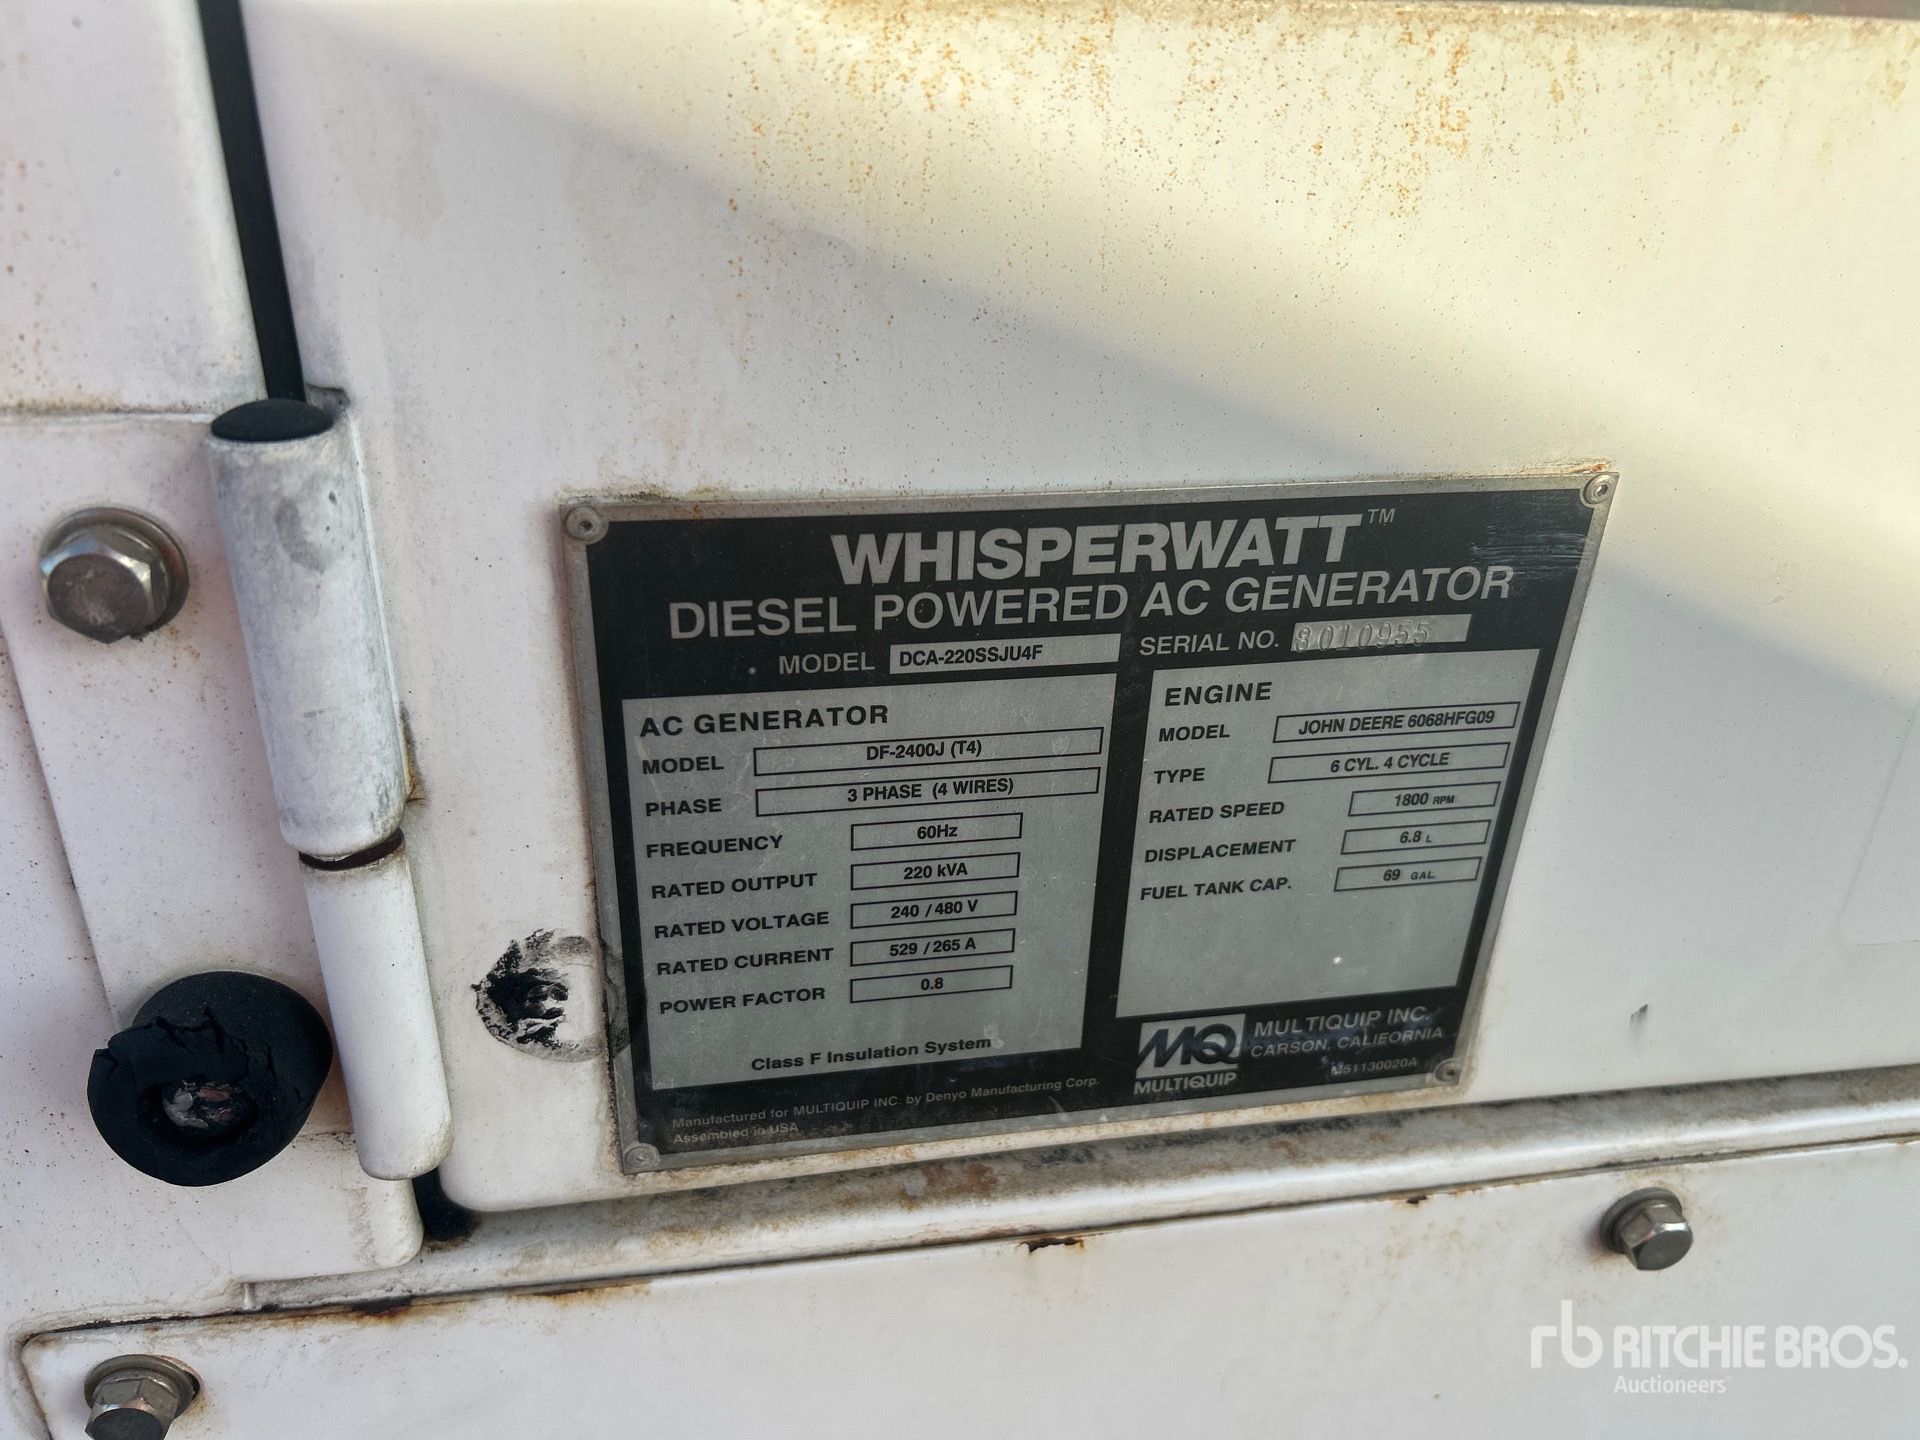 WHISPERWATT™
DIESEL POWERED AC GENERATOR
MODEL DCA-220SSJU4F
SERIAL NO. 8010955
AC GENERATOR
MODEL DF-2400J (T4)
PHASE 3 PHASE (4 WIRES)
FREQUENCY 60Hz
RATED OUTPUT 220 kVA
RATED VOLTAGE 240 / 480 V
RATED CURRENT 529 / 265 A
POWER FACTOR 0.8
Class F Insulation System
ENGINE
MODEL JOHN DEERE 6068HFG09
TYPE 6 CYL. 4 CYCLE
RATED SPEED 1800 RPM
DISPLACEMENT 6.8 L
FUEL TANK CAP. 69 GAL.
Manufactured for MULTIQUIP INC. by Denyo Manufacturing Corp.
Assembled in USA
MQ
MULTIQUIP
MULTIQUIP INC.
CARSON, CALIFORNIA
M51130020A
rb RITCHIE BROS.
Auctioneers